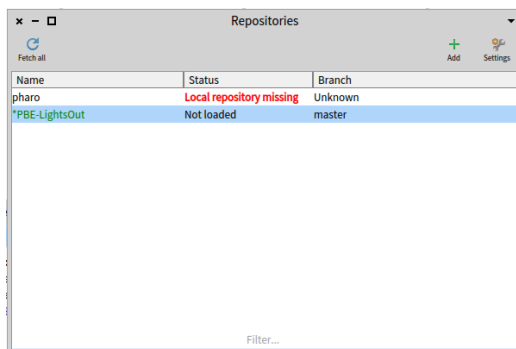 Repositories
Fetch all
Add Settings
Name Status Branch
pharo Local repository missing Unknown
*PBE-LightsOut Not loaded master
Filter...